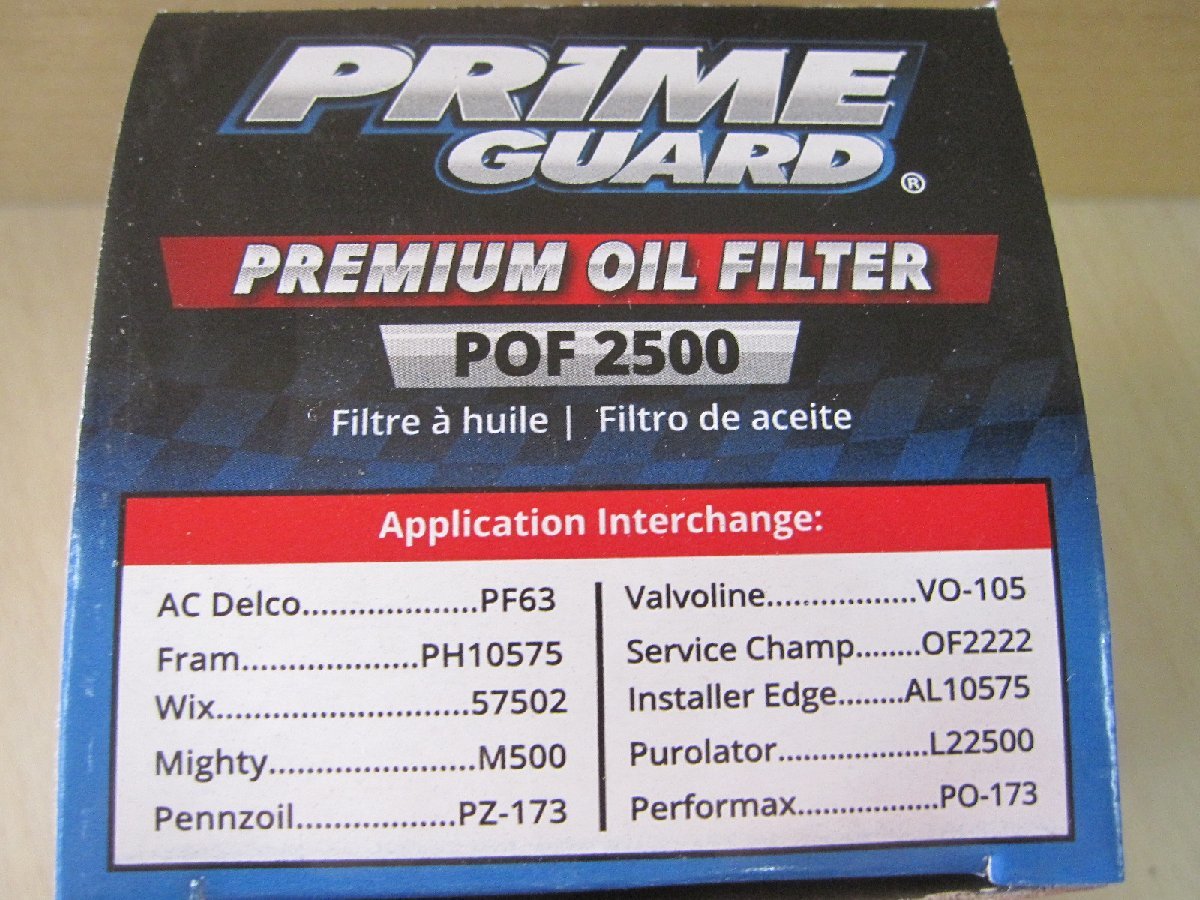 PRIME
GUARD®
PREMIUM OIL FILTER
POF 2500
Filtre à huile | Filtro de aceite
Application Interchange:
AC Delco...................PF63
Fram...................PH10575
Wix...........................57502
Mighty......................M500
Pennzoil.................PZ-173
Valvoline..................VO-105
Service Champ........OF2222
Installer Edge........AL10575
Purolator.................L22500
Performax.................PO-173